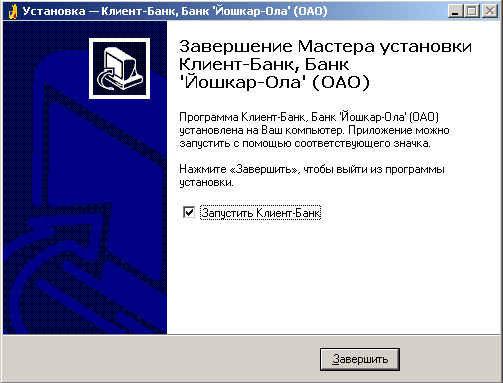 Установка — Клиент-Банк, Банк 'Йошкар-Ола' (ОАО)
Завершение Мастера установки
Клиент-Банк, Банк
'Йошкар-Ола' (ОАО)
Программа Клиент-Банк, Банк 'Йошкар-Ола' (ОАО)
установлена на Ваш компьютер. Приложение можно
запустить с помощью соответствующего значка.
Нажмите «Завершить», чтобы выйти из программы
установки.
Запустить Клиент-Банк
Завершить